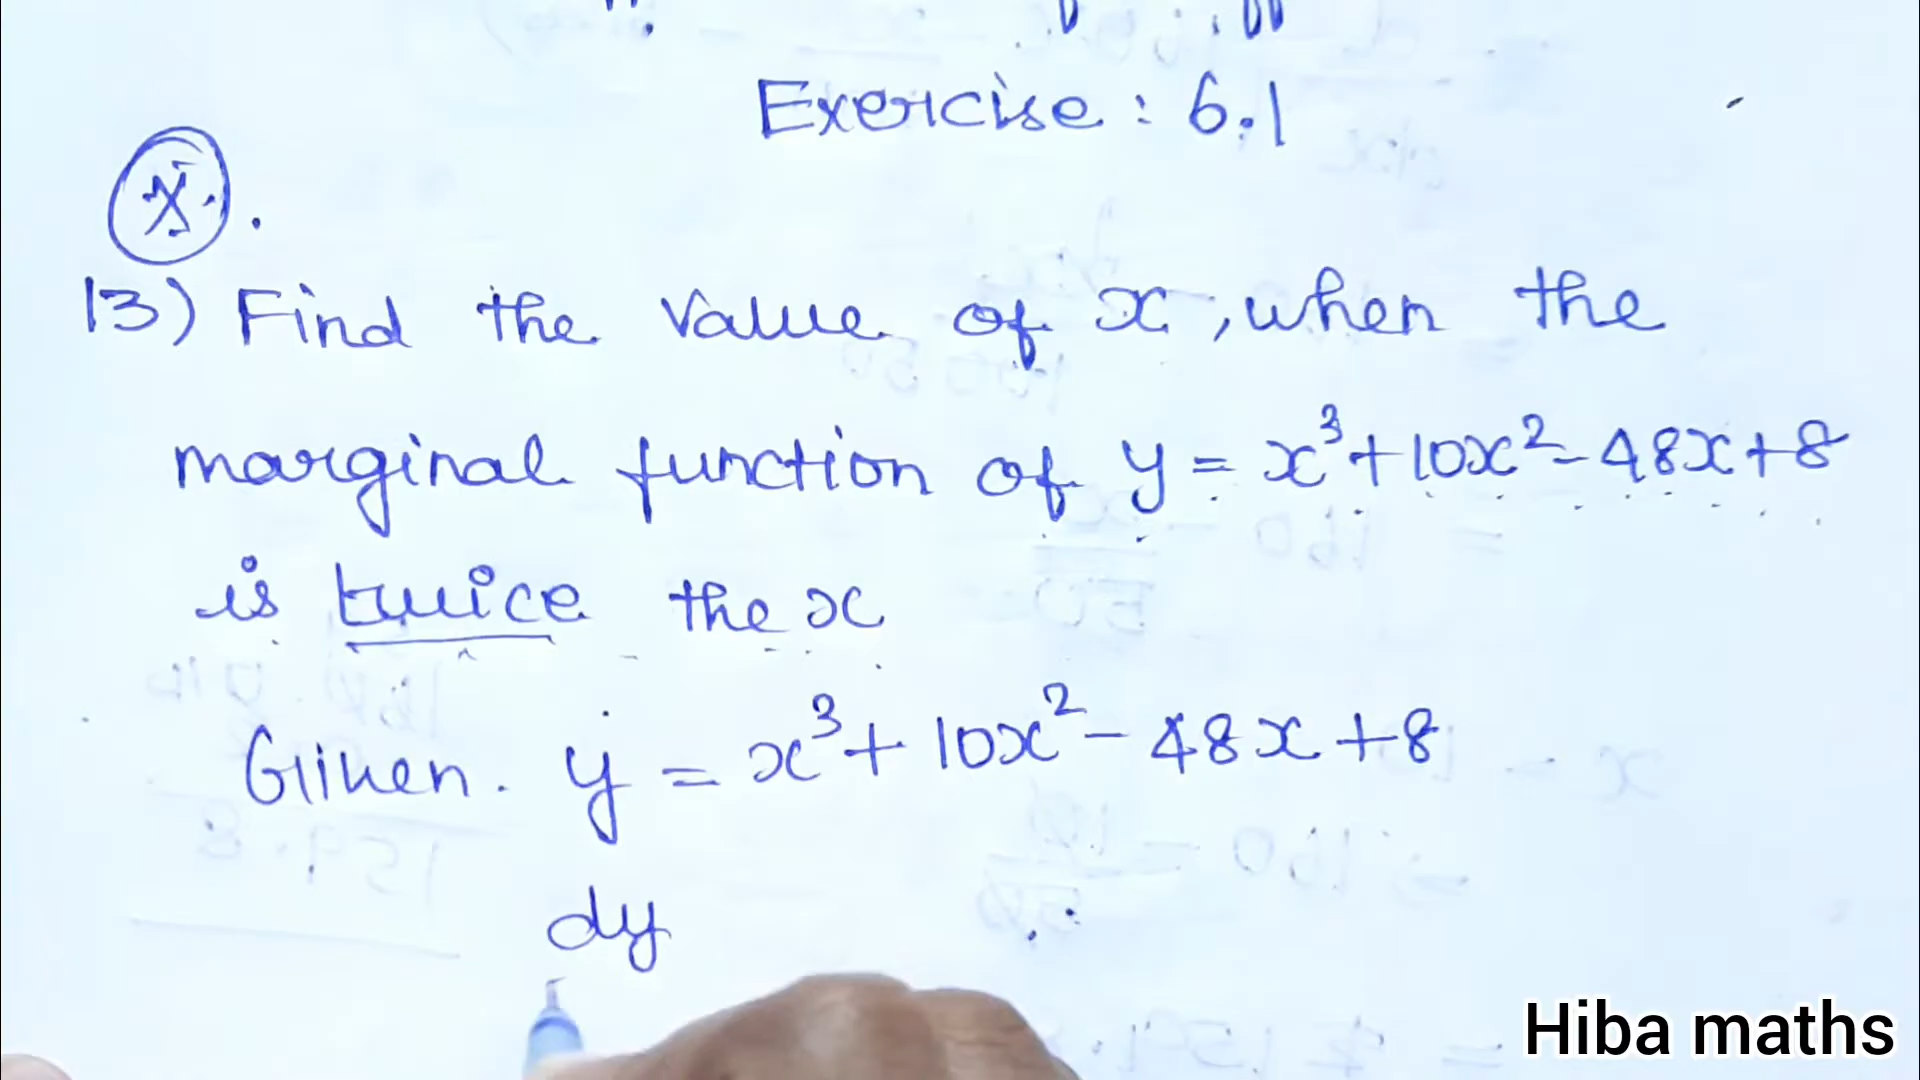 Exercise : 6.1
X.
13) Find the value of x, when the
marginal function of y = x³ + 10x² - 48x + 8
is twice the x
Given. y = x³ + 10x² - 48x + 8
dy
Hiba maths